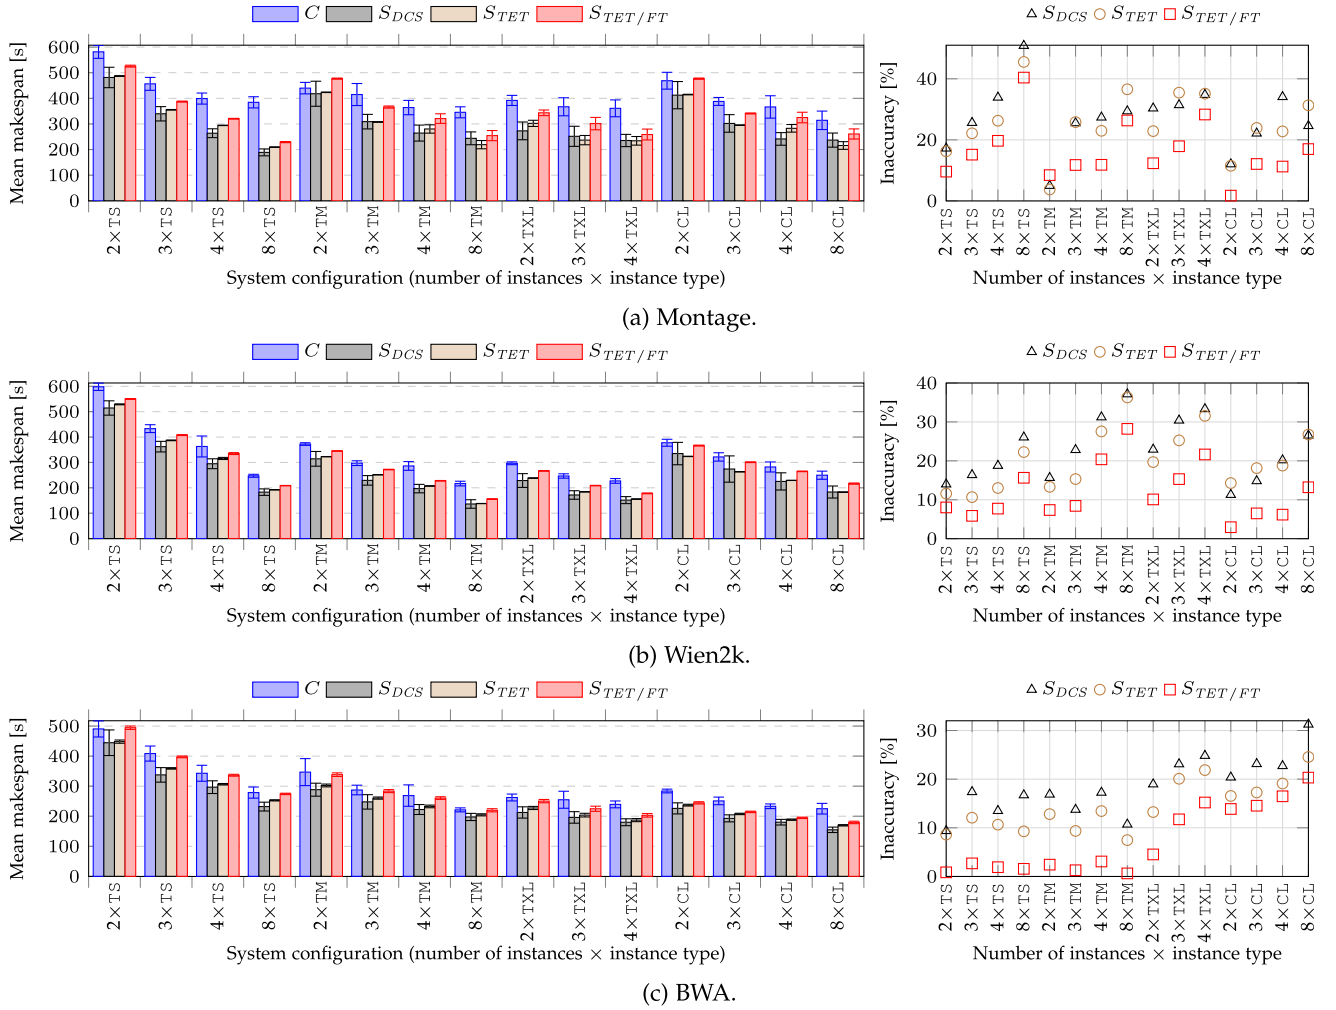 C S_DCS S_TET S_TET/FT
Mean makespan [s]
600
500
400
300
200
100
0
2×TS 3×TS 4×TS 8×TS 2×TM 3×TM 4×TM 8×TM 2×TXL 3×TXL 4×TXL 2×CL 3×CL 4×CL 8×CL
System configuration (number of instances × instance type)
S_DCS S_TET S_TET/FT
Inaccuracy [%]
40
20
0
2×TS 3×TS 4×TS 8×TS 2×TM 3×TM 4×TM 8×TM 2×TXL 3×TXL 4×TXL 2×CL 3×CL 4×CL 8×CL
Number of instances × instance type
(a) Montage.
C S_DCS S_TET S_TET/FT
Mean makespan [s]
600
500
400
300
200
100
0
2×TS 3×TS 4×TS 8×TS 2×TM 3×TM 4×TM 8×TM 2×TXL 3×TXL 4×TXL 2×CL 3×CL 4×CL 8×CL
System configuration (number of instances × instance type)
S_DCS S_TET S_TET/FT
Inaccuracy [%]
40
30
20
10
0
2×TS 3×TS 4×TS 8×TS 2×TM 3×TM 4×TM 8×TM 2×TXL 3×TXL 4×TXL 2×CL 3×CL 4×CL 8×CL
Number of instances × instance type
(b) Wien2k.
C S_DCS S_TET S_TET/FT
Mean makespan [s]
500
400
300
200
100
0
2×TS 3×TS 4×TS 8×TS 2×TM 3×TM 4×TM 8×TM 2×TXL 3×TXL 4×TXL 2×CL 3×CL 4×CL 8×CL
System configuration (number of instances × instance type)
S_DCS S_TET S_TET/FT
Inaccuracy [%]
30
20
10
0
2×TS 3×TS 4×TS 8×TS 2×TM 3×TM 4×TM 8×TM 2×TXL 3×TXL 4×TXL 2×CL 3×CL 4×CL 8×CL
Number of instances × instance type
(c) BWA.